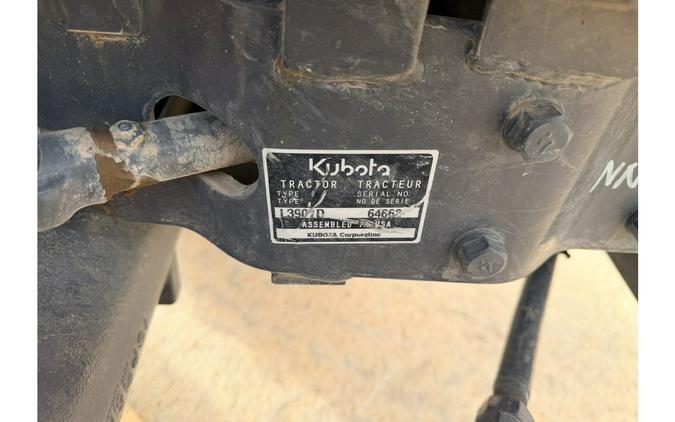 Kubota
TRACTOR TRACTEUR
TYPE SERIAL NO.
TYPE NO DE SERIE
L3901D 64662
ASSEMBLED IN USA
KUBOTA Corporation